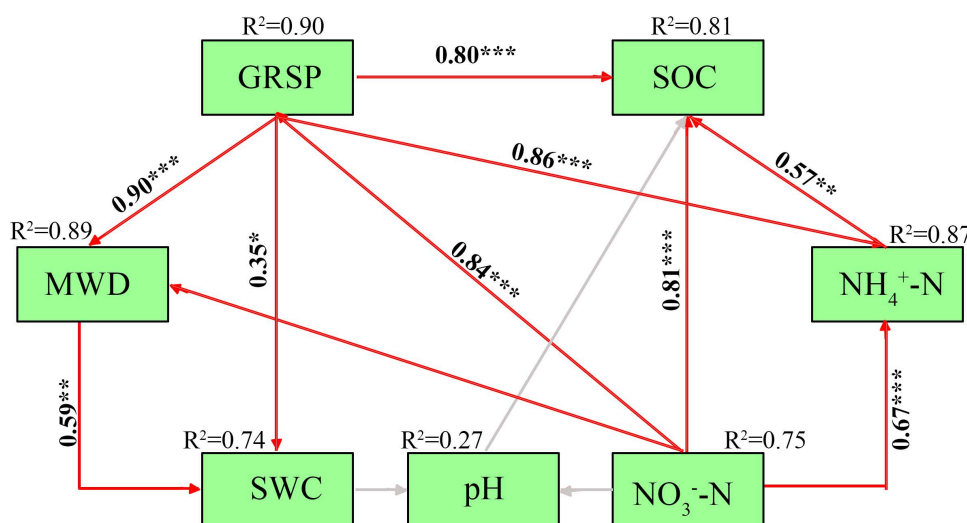 R²=0.90
R²=0.81
0.80***
GRSP
SOC
0.90***
0.86***
0.57**
R²=0.89
R²=0.87
0.35*
0.84***
0.81***
MWD
NH₄⁺-N
0.59**
0.67***
R²=0.74
R²=0.27
R²=0.75
SWC
pH
NO₃⁻-N